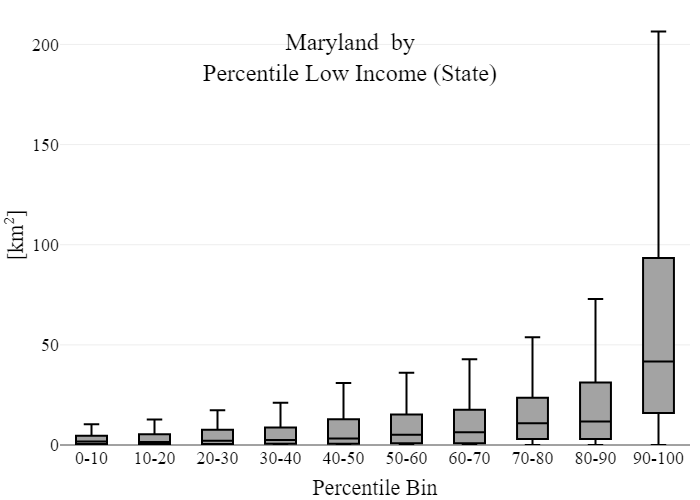 Maryland by
Percentile Low Income (State)
200
150
100
50
0
[km²]
0-10 10-20 20-30 30-40 40-50 50-60 60-70 70-80 80-90 90-100
Percentile Bin